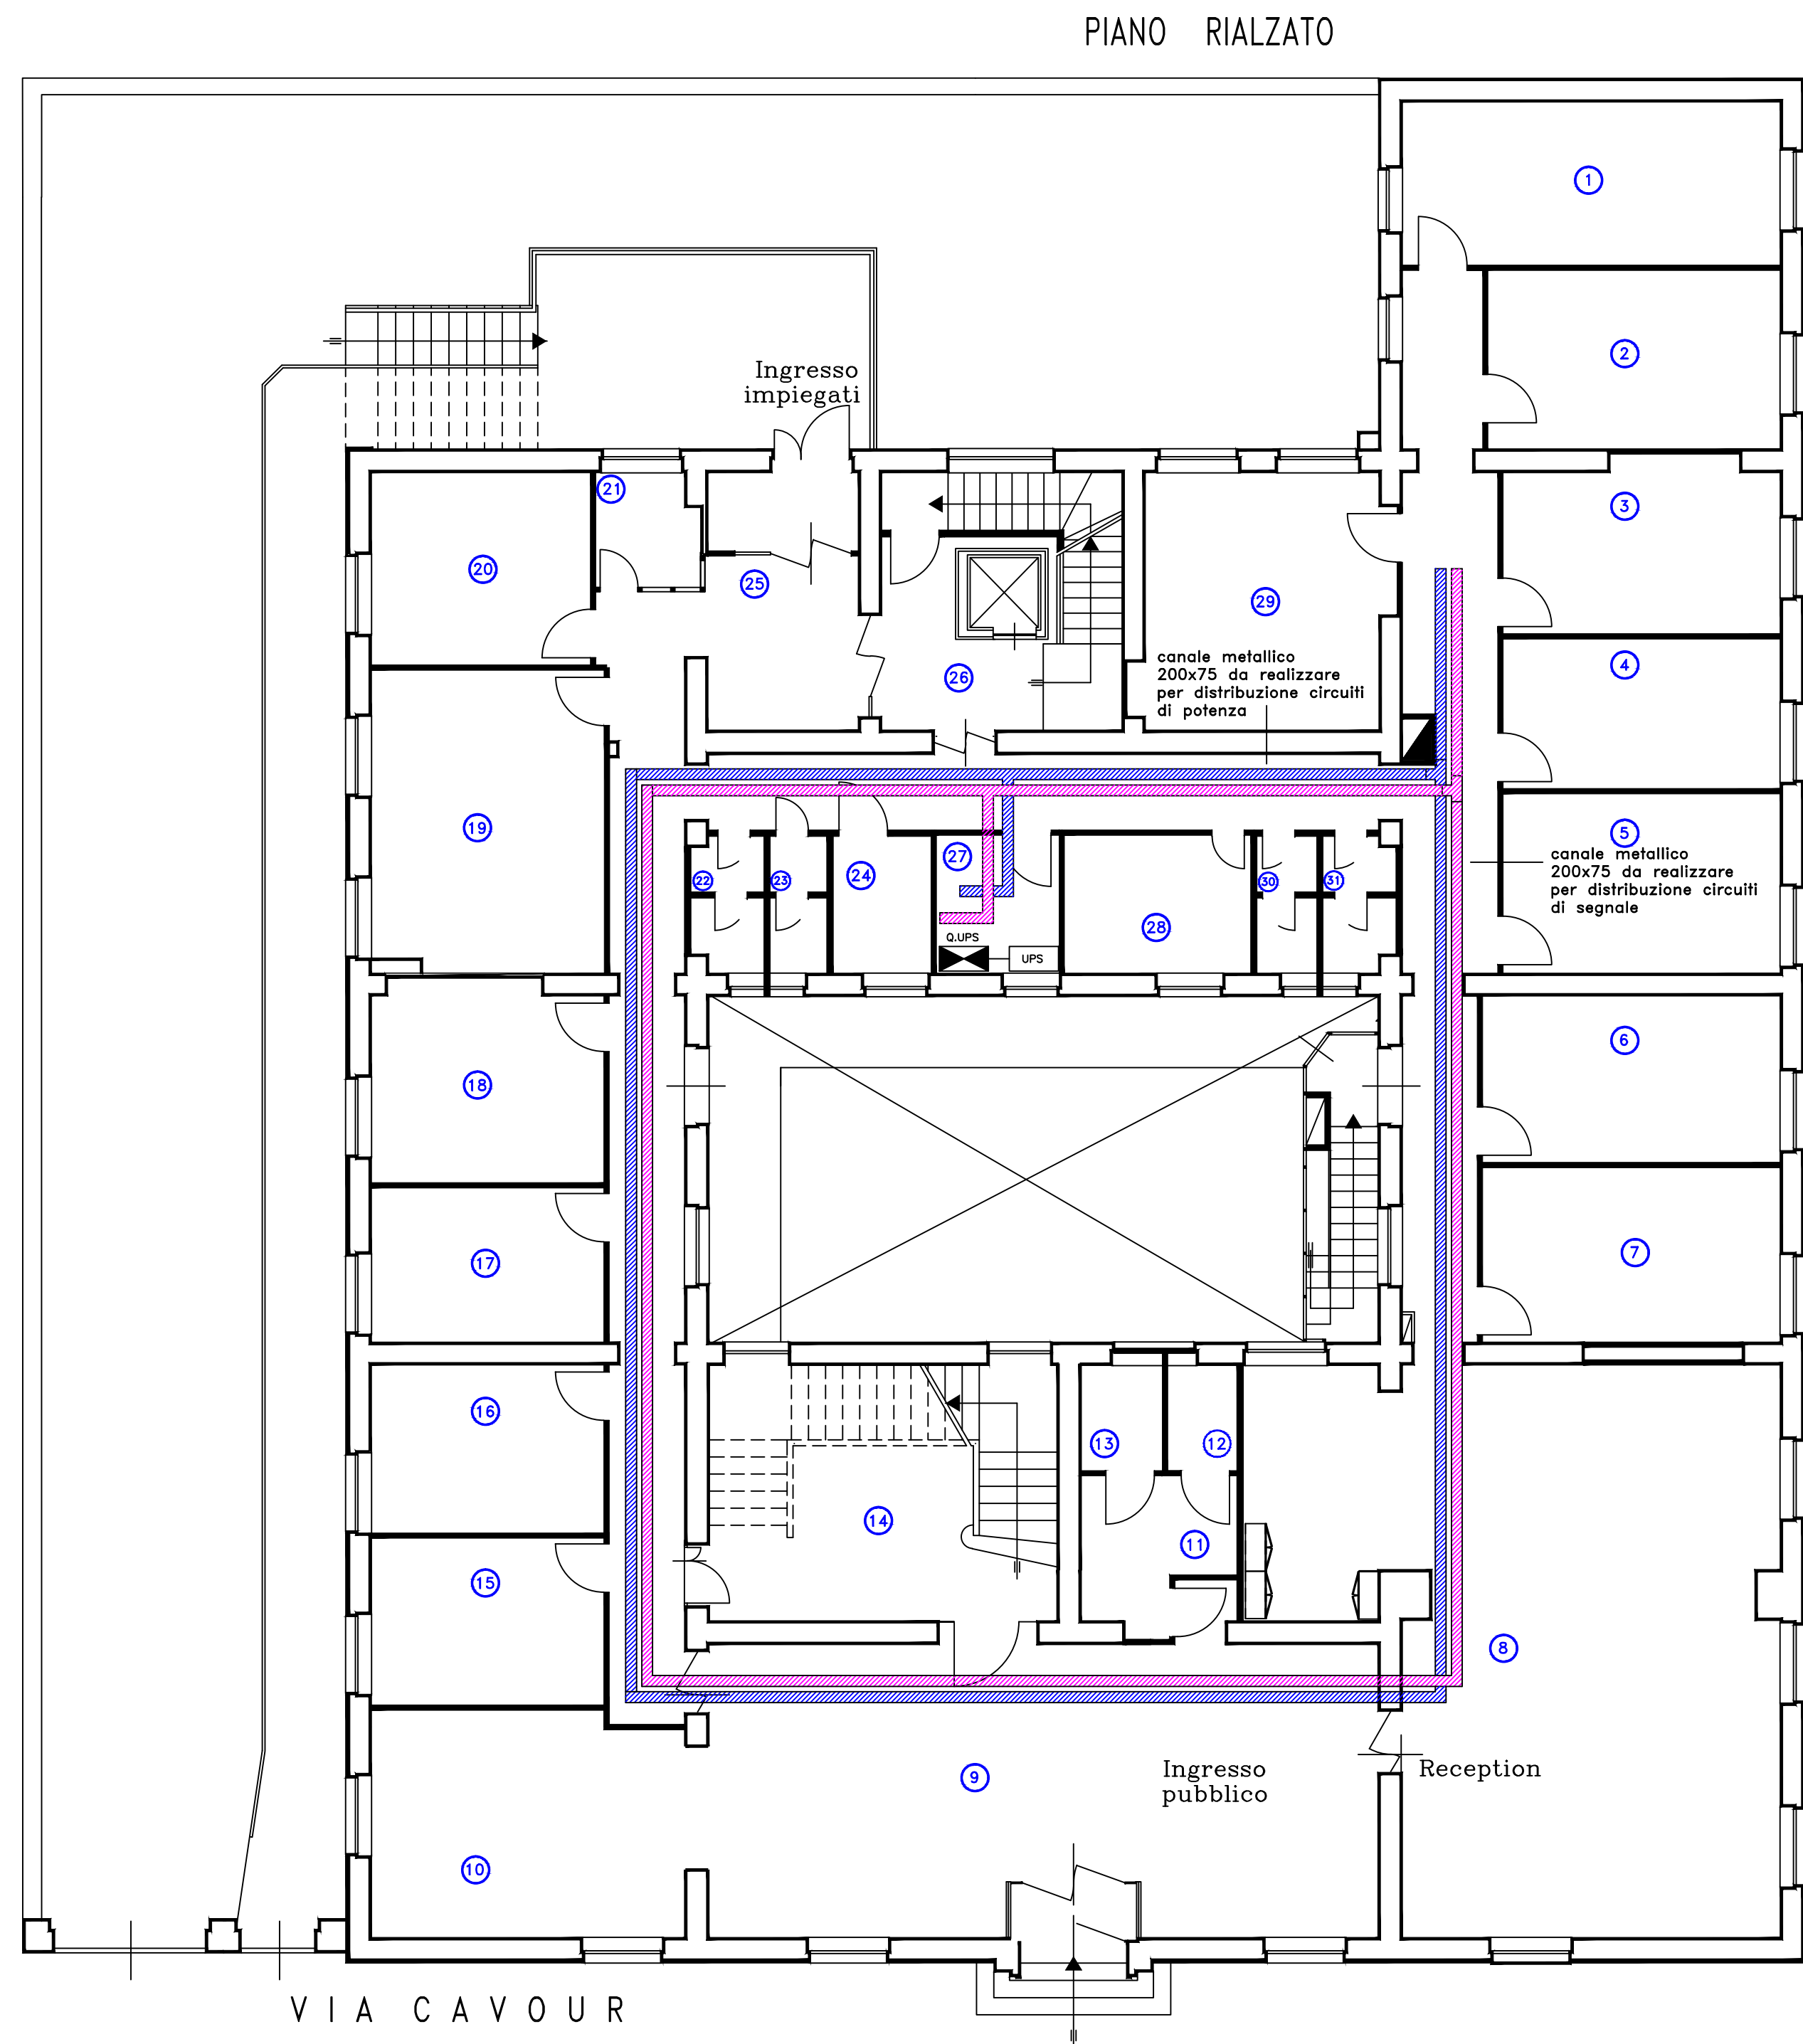 PIANO RIALZATO
1
2
Ingresso
impiegati
21
3
20
25
29
canale metallico
200x75 da realizzare
per distribuzione circuiti
di potenza
26
4
19
5
canale metallico
200x75 da realizzare
per distribuzione circuiti
di segnale
22
23
24
27
28
30
31
Q.UPS
UPS
18
6
17
7
16
13
12
14
11
15
8
9
Ingresso
pubblico
Reception
10
VIA CAVOUR